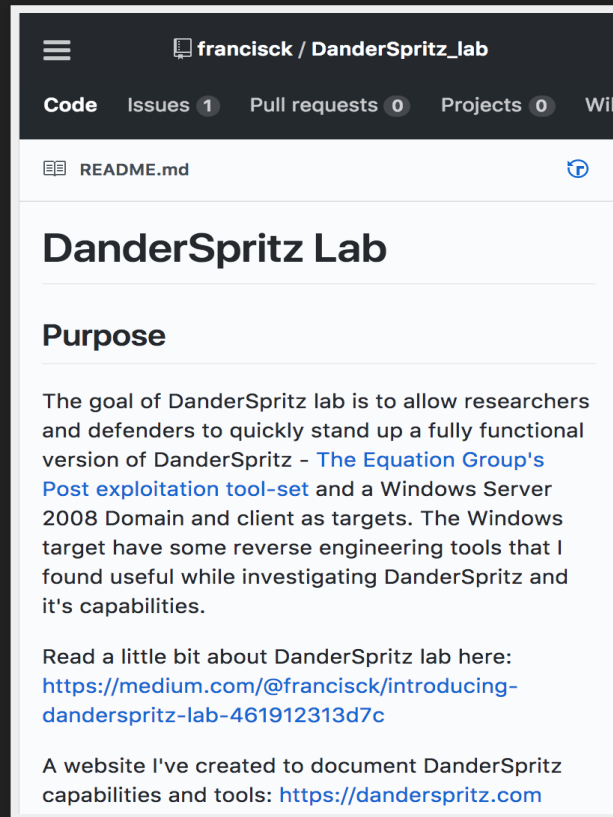 francisck / DanderSpritz_lab
Code Issues 1 Pull requests 0 Projects 0
README.md
DanderSpritz Lab
Purpose
The goal of DanderSpritz lab is to allow researchers
and defenders to quickly stand up a fully functional
version of DanderSpritz - The Equation Group's
Post exploitation tool-set and a Windows Server
2008 Domain and client as targets. The Windows
target have some reverse engineering tools that I
found useful while investigating DanderSpritz and
it's capabilities.
Read a little bit about DanderSpritz lab here:
https://medium.com/@francisck/introducing-
danderspritz-lab-461912313d7c
A website I've created to document DanderSpritz
capabilities and tools: https://danderspritz.com